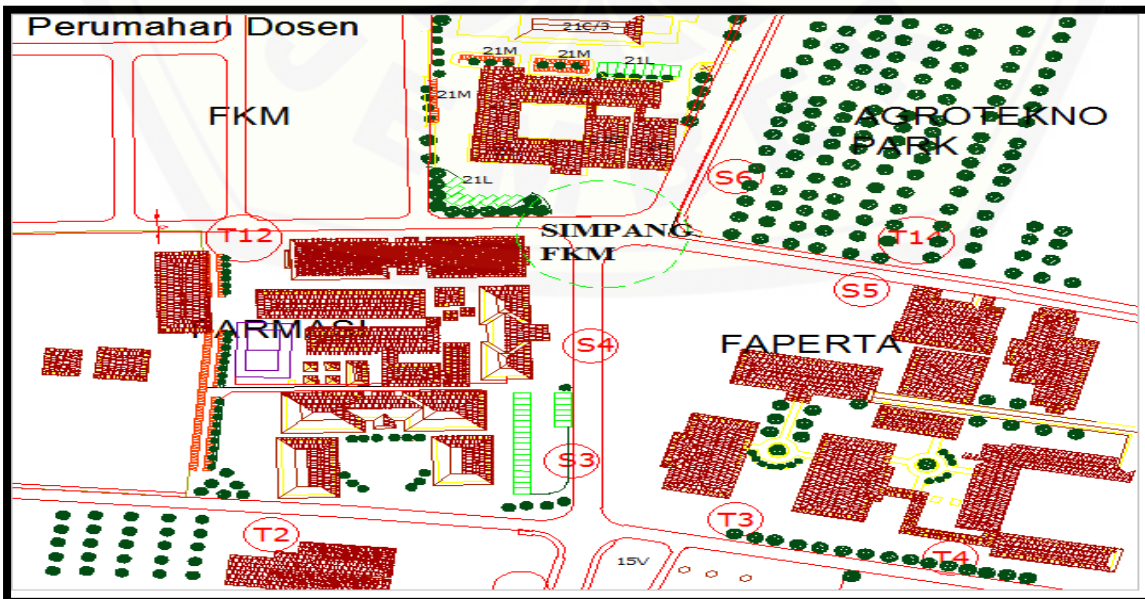 Perumahan Dosen
21C/3
21M
21M
21L
21M
FKM
AGROTEKNO
PARK
S6
21L
T12
SIMPANG
FKM
T14
S5
FARMASI
S4
FAPERTA
S3
T2
T3
T4
15V